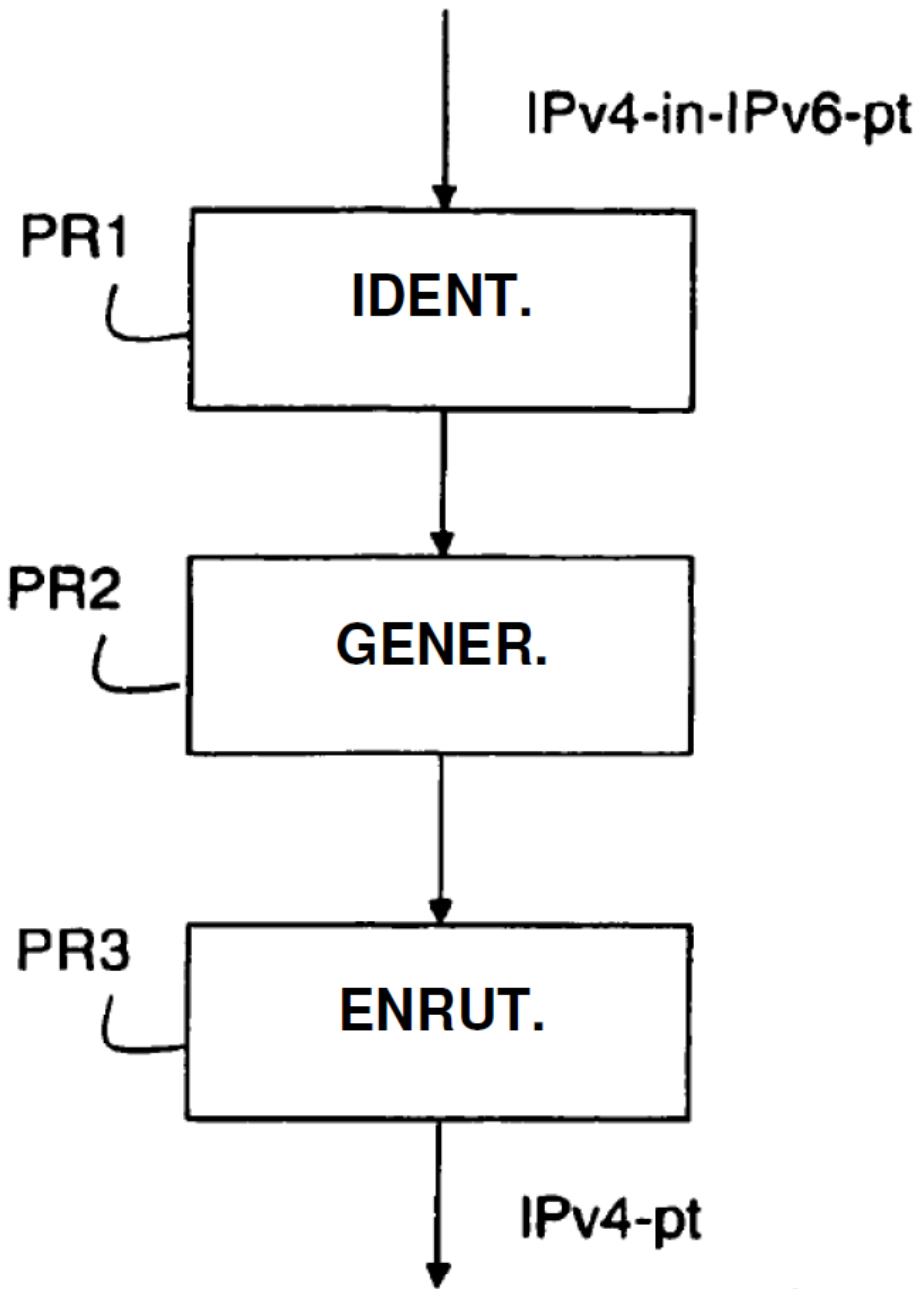 IPv4-in-IPv6-pt
PR1
IDENT.
PR2
GENER.
PR3
ENRUT.
IPv4-pt